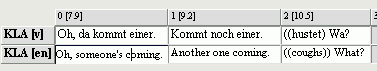 0 [7.9] 1 [9.2] 2 [10.5] 3
KLA [v] Oh, da kommt einer. Kommt noch einer. ((hustet) Wa?
KLA [en] Oh, someone's coming. Another one coming. ((coughs)) What?